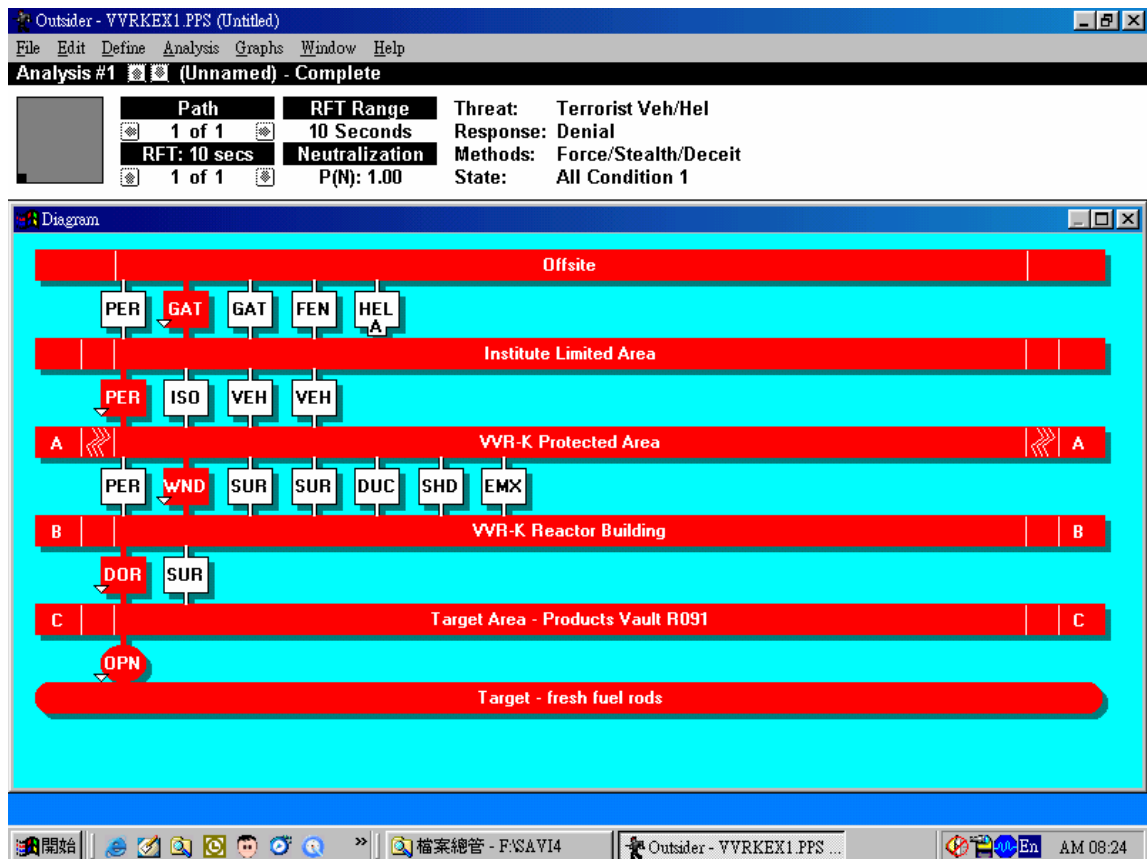 Outsider - VVRKEX1.PPS (Untitled)
File Edit Define Analysis Graphs Window Help
Analysis #1 (Unnamed) - Complete
Path RFT Range Threat: Terrorist Veh/Hel
1 of 1 10 Seconds Response: Denial
RFT: 10 secs Neutralization Methods: Force/Stealth/Deceit
1 of 1 P(N): 1.00 State: All Condition 1
Diagram
Offsite
PER GAT GAT FEN HEL
A
Institute Limited Area
PER ISO VEH VEH
A VVR-K Protected Area A
PER WND SUR SUR DUC SHD EMX
B VVR-K Reactor Building B
DOR SUR
C Target Area - Products Vault R091 C
OPN
Target - fresh fuel rods
開始 » 檔案總管 - F:\SAVI4 Outsider - VVRKEX1.PPS ... En AM 08:24